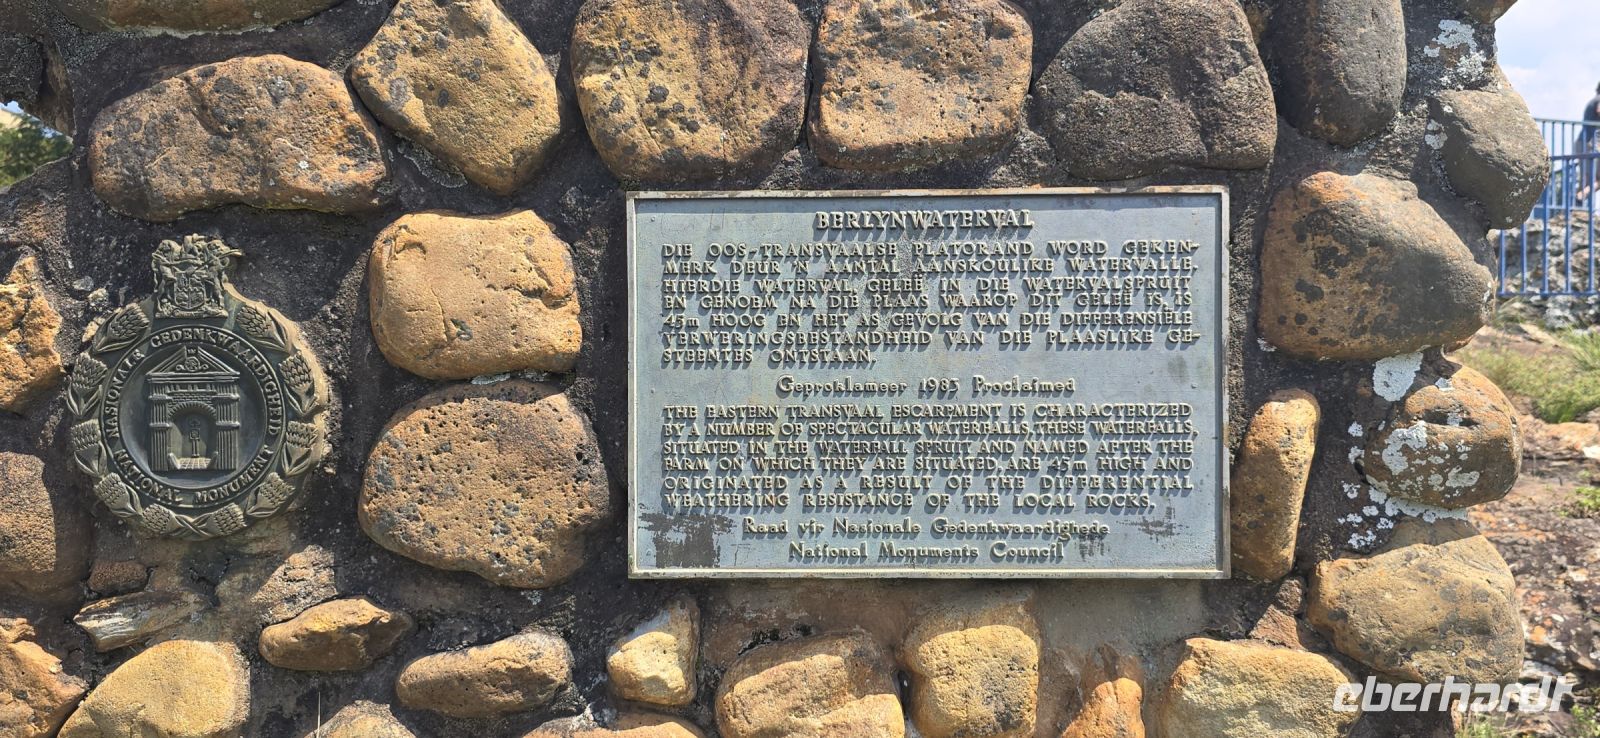 NASIONALE GEDENKWAARDIGHEID
NATIONAL MONUMENT
BERLYNWATERVAL
DIE OOS-TRANSVAALSE PLATORAND WORD GEKEN-
MERK DEUR 'N AANTAL AANSKOULIKE WATERVALLE.
HIERDIE WATERVAL, GELEË IN DIE WATERVALSPRUIT
EN GENOEM NA DIE PLAAS WAAROP DIT GELEË IS, IS
45m HOOG EN HET AS GEVOLG VAN DIE DIFFERENSIËLE
VERWERINGSBESTANDHEID VAN DIE PLAASLIKE GE-
STEENTES ONTSTAAN.
Geproklameer 1985 Proclaimed
THE EASTERN TRANSVAAL ESCARPMENT IS CHARACTERIZED
BY A NUMBER OF SPECTACULAR WATERFALLS. THESE WATERFALLS,
SITUATED IN THE WATERFALL SPRUIT AND NAMED AFTER THE
FARM ON WHICH THEY ARE SITUATED, ARE 45m HIGH AND
ORIGINATED AS A RESULT OF THE DIFFERENTIAL
WEATHERING RESISTANCE OF THE LOCAL ROCKS.
Raad vir Nasionale Gedenkwaardighede
National Monuments Council
eberhardt